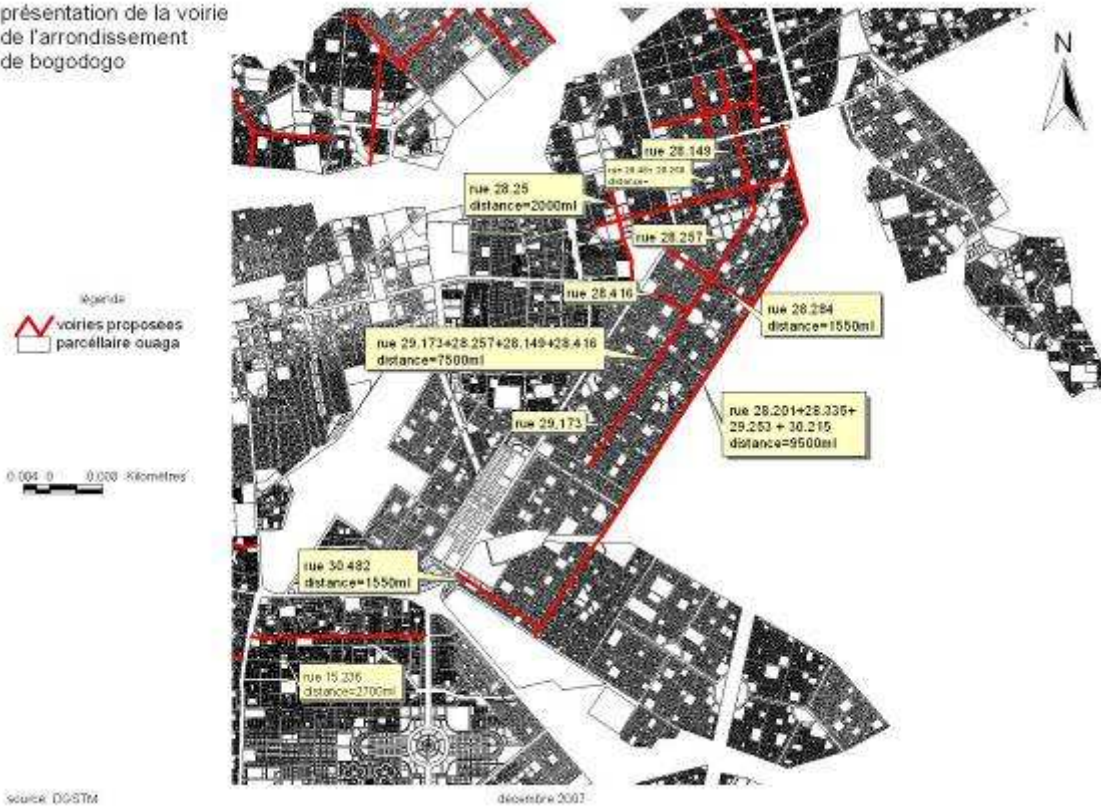 présentation de la voirie
de l'arrondissement
de bogodogo
N
rue 28.149
distance=
rue 28.25
distance=2000ml
rue 28.257
rue 28.416
rue 28.284
distance=1550ml
légende
voiries proposées
parcéllaire ouaga
rue 29.173+28.257+28.149+28.416
distance=7500ml
rue 28.201+28.335+
29.253 + 30.215
distance=9500ml
rue 29.173
0.004 0 0.008 Kilomètres
rue 30.482
distance=1550ml
rue 15.236
distance=2700ml
source: DGSTM
décembre 2007